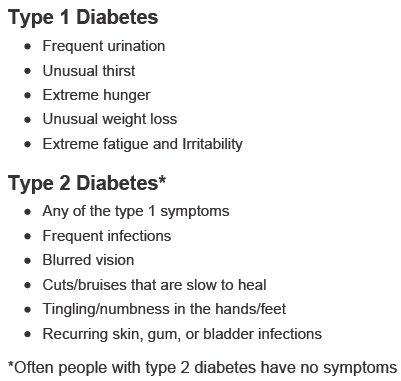 Type 1 Diabetes
• Frequent urination
• Unusual thirst
• Extreme hunger
• Unusual weight loss
• Extreme fatigue and Irritability
Type 2 Diabetes*
• Any of the type 1 symptoms
• Frequent infections
• Blurred vision
• Cuts/bruises that are slow to heal
• Tingling/numbness in the hands/feet
• Recurring skin, gum, or bladder infections
*Often people with type 2 diabetes have no symptoms